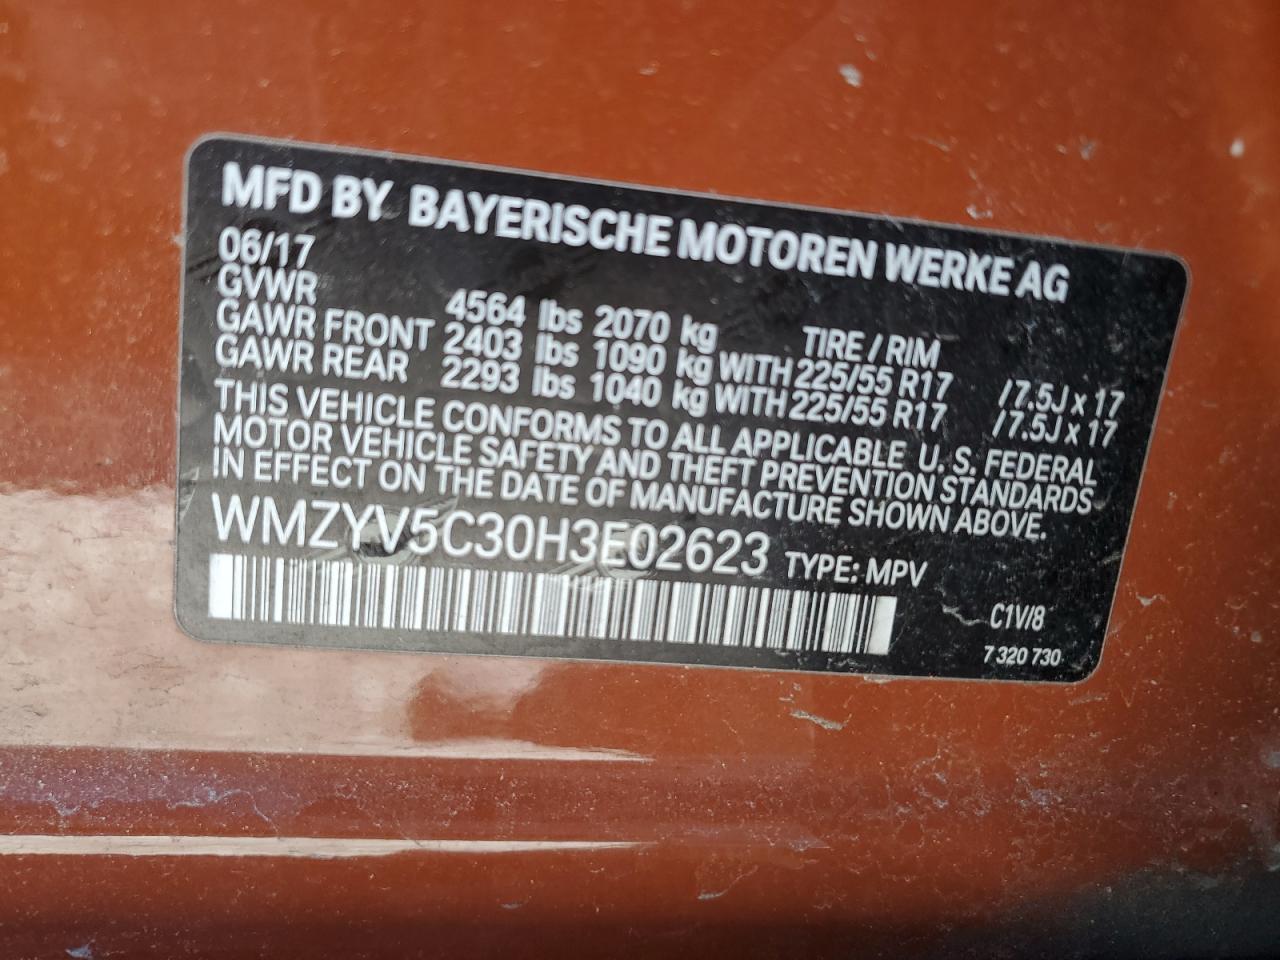 MFD BY BAYERISCHE MOTOREN WERKE AG
06/17
GVWR 4564 lbs 2070 kg TIRE / RIM
GAWR FRONT 2403 lbs 1090 kg WITH 225/55 R17 /7.5J x 17
GAWR REAR 2293 lbs 1040 kg WITH 225/55 R17 /7.5J x 17
THIS VEHICLE CONFORMS TO ALL APPLICABLE U. S. FEDERAL
MOTOR VEHICLE SAFETY AND THEFT PREVENTION STANDARDS
IN EFFECT ON THE DATE OF MANUFACTURE SHOWN ABOVE.
WMZYV5C30H3E02623 TYPE: MPV
C1V/8
7 320 730